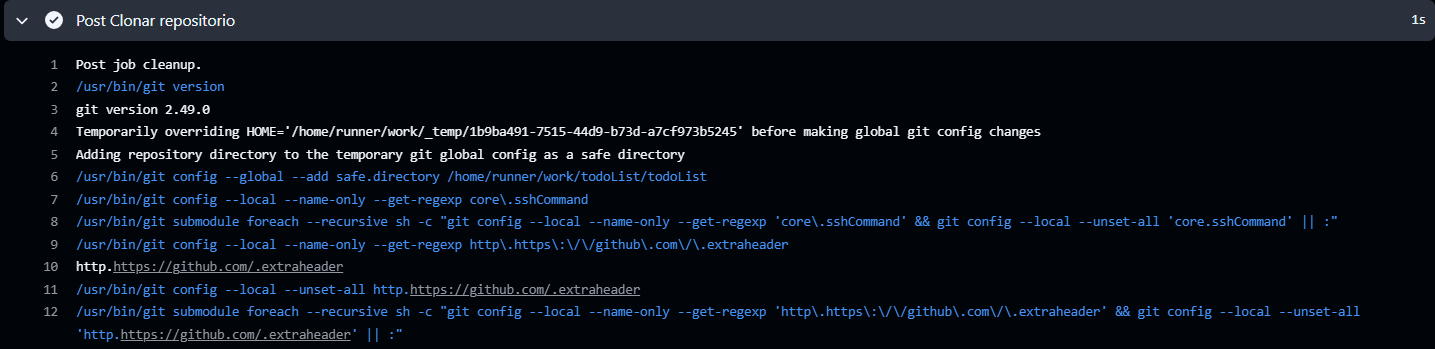 Post Clonar repositorio 1s
1 Post job cleanup.
2 /usr/bin/git version
3 git version 2.49.0
4 Temporarily overriding HOME='/home/runner/work/_temp/1b9ba491-7515-44d9-b73d-a7cf973b5245' before making global git config changes
5 Adding repository directory to the temporary git global config as a safe directory
6 /usr/bin/git config --global --add safe.directory /home/runner/work/todoList/todoList
7 /usr/bin/git config --local --name-only --get-regexp core\.sshCommand
8 /usr/bin/git submodule foreach --recursive sh -c "git config --local --name-only --get-regexp 'core\.sshCommand' && git config --local --unset-all 'core.sshCommand' || :"
9 /usr/bin/git config --local --name-only --get-regexp http\.https\:\/\/github\.com\/\.extraheader
10 http.https://github.com/.extraheader
11 /usr/bin/git config --local --unset-all http.https://github.com/.extraheader
12 /usr/bin/git submodule foreach --recursive sh -c "git config --local --name-only --get-regexp 'http\.https\:\/\/github\.com\/\.extraheader' && git config --local --unset-all
'http.https://github.com/.extraheader' || :"